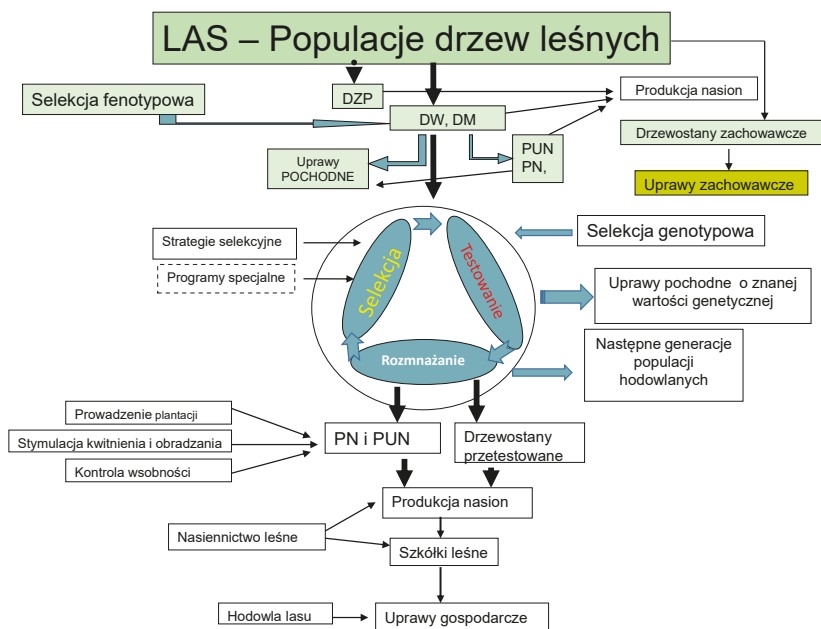 LAS – Populacje drzew leśnych
Selekcja fenotypowa
DZP
Produkcja nasion
DW, DM
Drzewostany zachowawcze
Uprawy
POCHODNE
PUN
PN,
Uprawy zachowawcze
Strategie selekcyjne
Programy specjalne
Selekcja
Testowanie
Rozmnażanie
Selekcja genotypowa
Uprawy pochodne o znanej
wartości genetycznej
Następne generacje
populacji
hodowlanych
Prowadzenie plantacji
Stymulacja kwitnienia i obradzania
Kontrola wsobności
PN i PUN
Drzewostany
przetestowane
Produkcja nasion
Nasiennictwo leśne
Szkółki leśne
Hodowla lasu
Uprawy gospodarcze